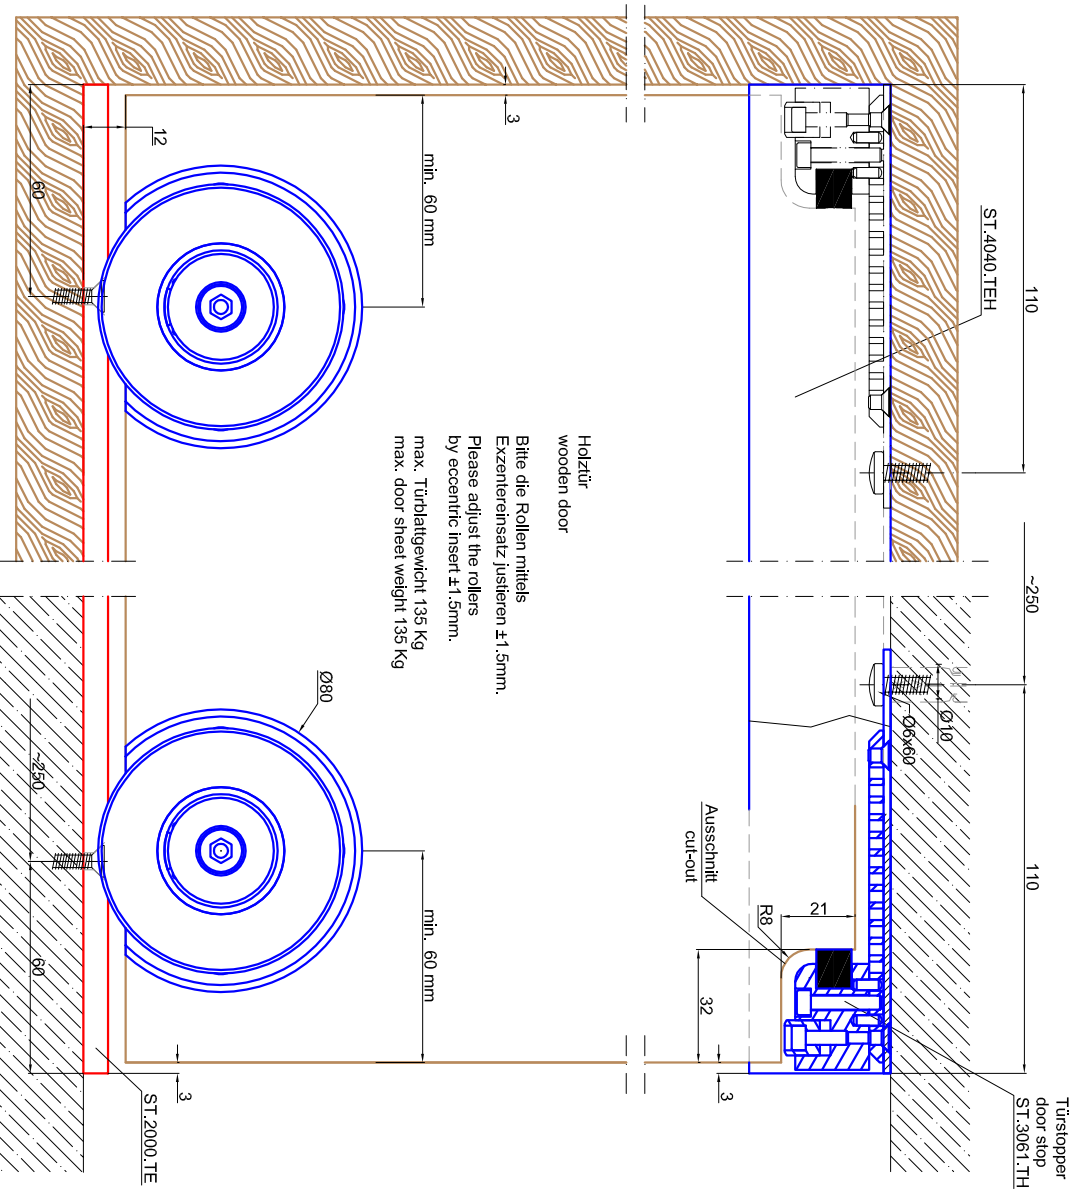 110
~250
110
ST.4040.TEH
Ø10
Ø6x60
Türstopper
door stop
ST.3061.TH
Ausschnitt
cut-out
R8
21
32
3
3
Holztür
wooden door
Bitte die Rollen mittels
Exzentereinsatz justieren ±1.5mm.
Please adjust the rollers
by eccentric insert ±1.5mm.
max. Türblattgewicht 135 Kg
max. door sheet weight 135 Kg
min. 60 mm
min. 60 mm
Ø80
12
3
60
~250
60
ST.2000.TE